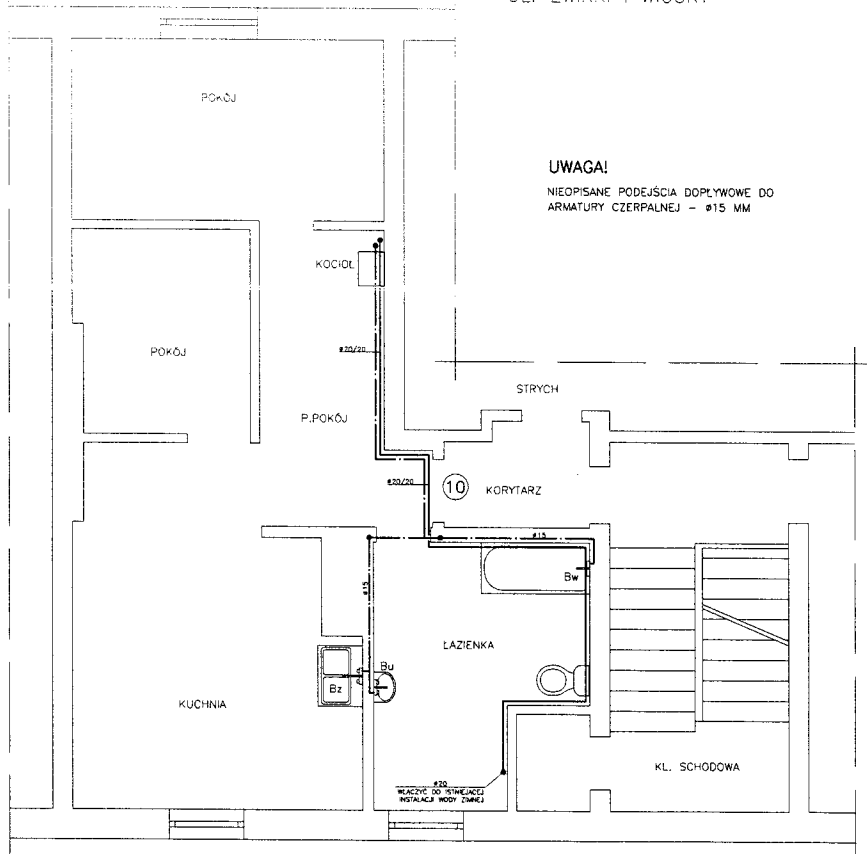 POKÓJ
UWAGA!
NIEOPISANE PODEJŚCIA DOPŁYWOWE DO
ARMATURY CZERPALNEJ - ø15 MM
KOCIOŁ
ø20/20
POKÓJ
STRYCH
P.POKÓJ
ø20/20
10
KORYTARZ
ø15
Bw
ø15
ŁAZIENKA
Bu
Bz
KUCHNIA
KL. SCHODOWA
ø20
WŁĄCZYĆ DO ISTNIEJĄCEJ
INSTALACJI WODY ZIMNEJ